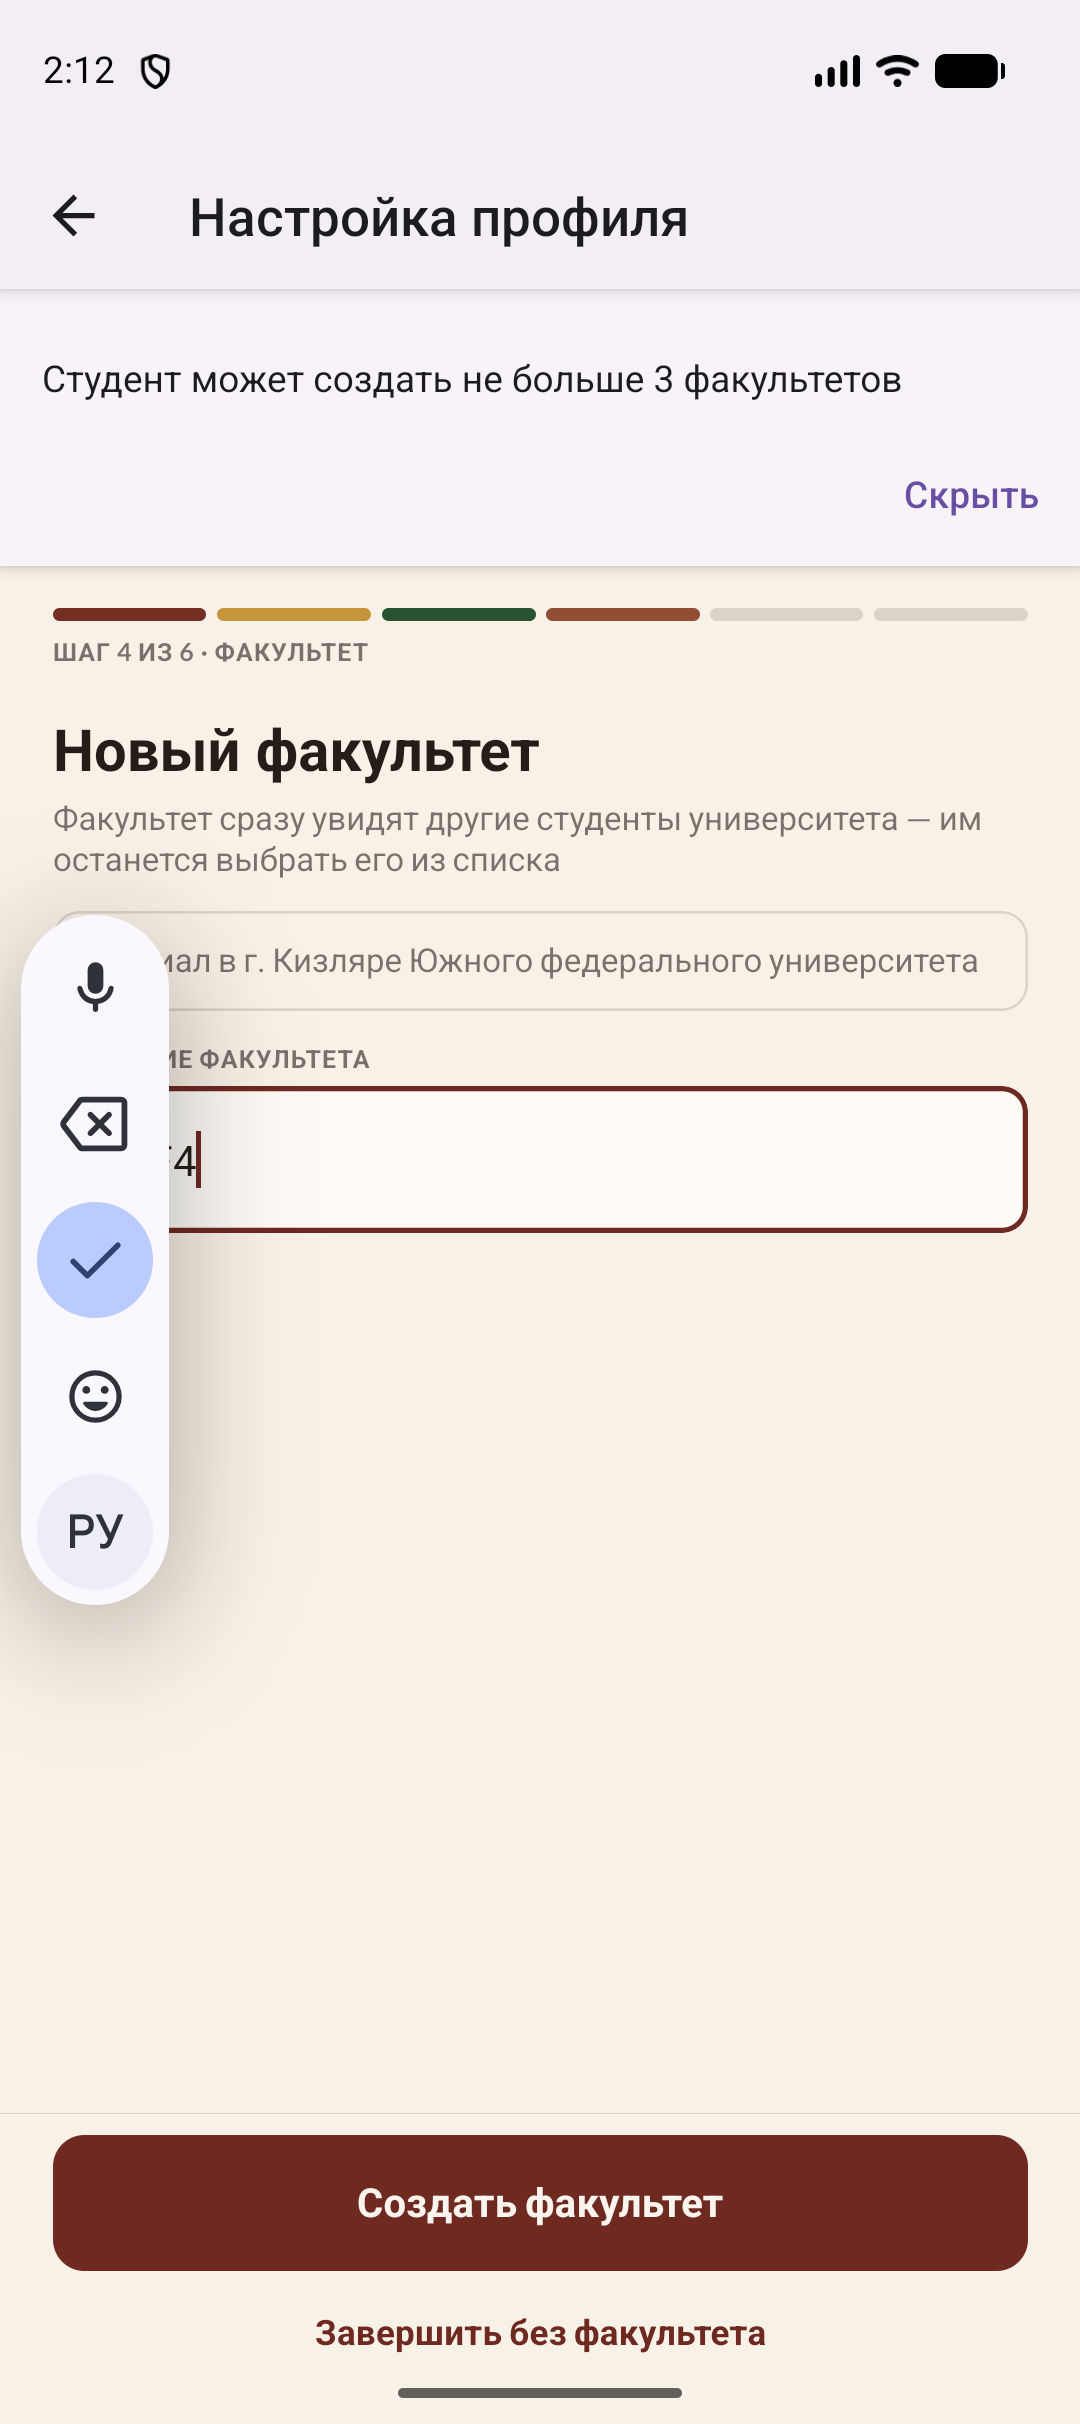 2:12
Настройка профиля
Студент может создать не больше 3 факультетов
Скрыть
ШАГ 4 ИЗ 6 · ФАКУЛЬТЕТ
Новый факультет
Факультет сразу увидят другие студенты университета — им
останется выбрать его из списка
в г. Кизляре Южного федерального университета
ФАКУЛЬТЕТА
4
РУ
Создать факультет
Завершить без факультета